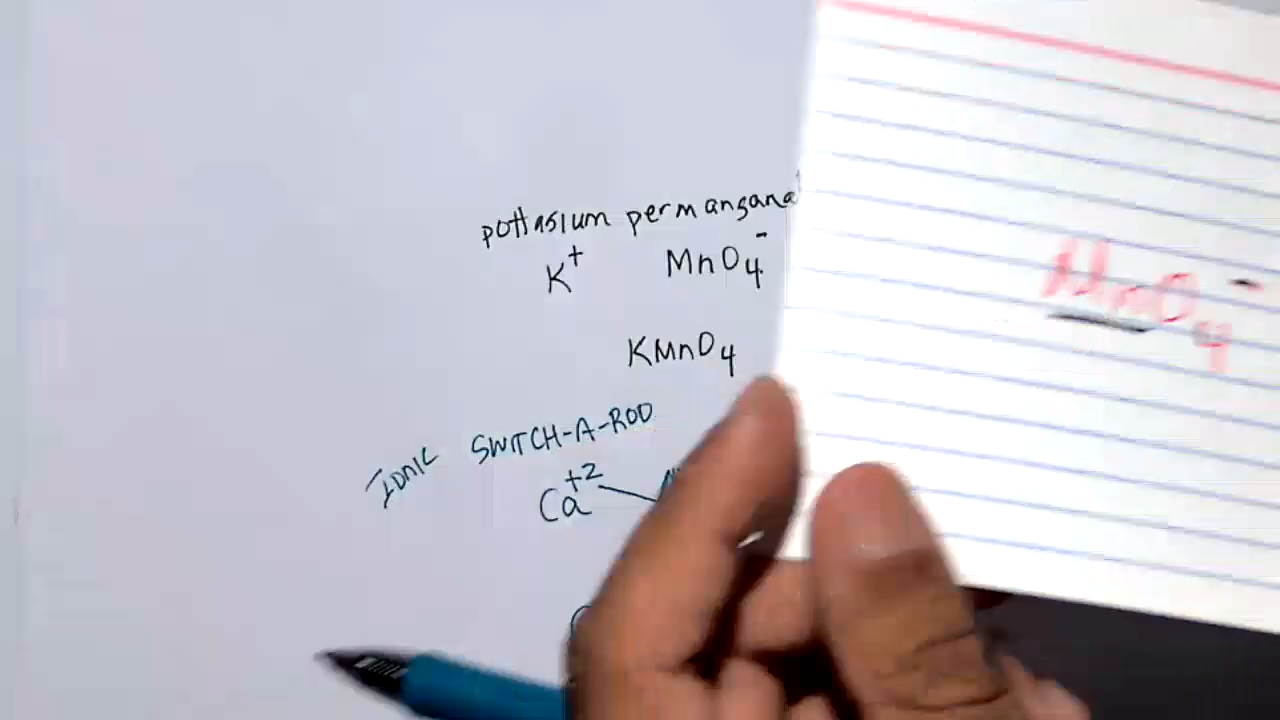 pottasium permangana
K+ MnO4-
KMnO4
IONIC SWITCH-A-ROO
Ca+2
MnO4-